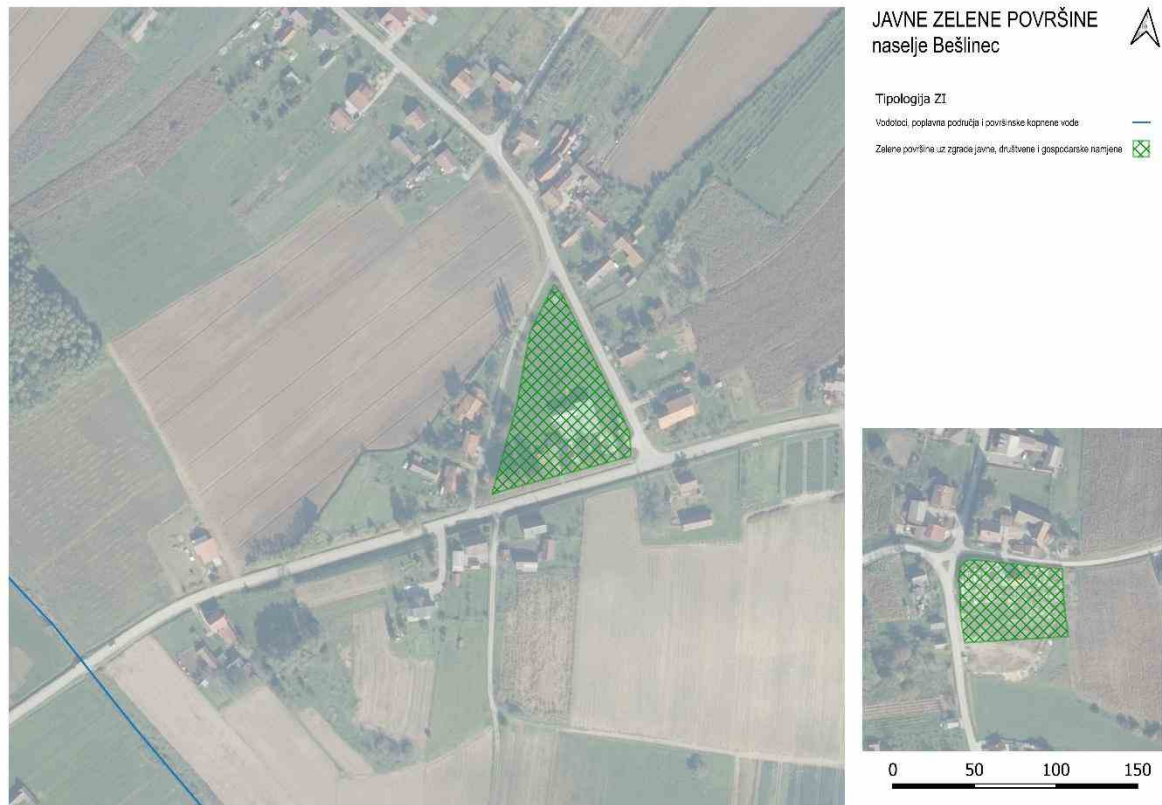 JAVNE ZELENE POVRŠINE
naselje Bešlinec
Tipologija ZI
Vodotoci, poplavna područja i površinske kopnene vode
Zelene površine uz zgrade javne, društvene i gospodarske namjene
0 50 100 150